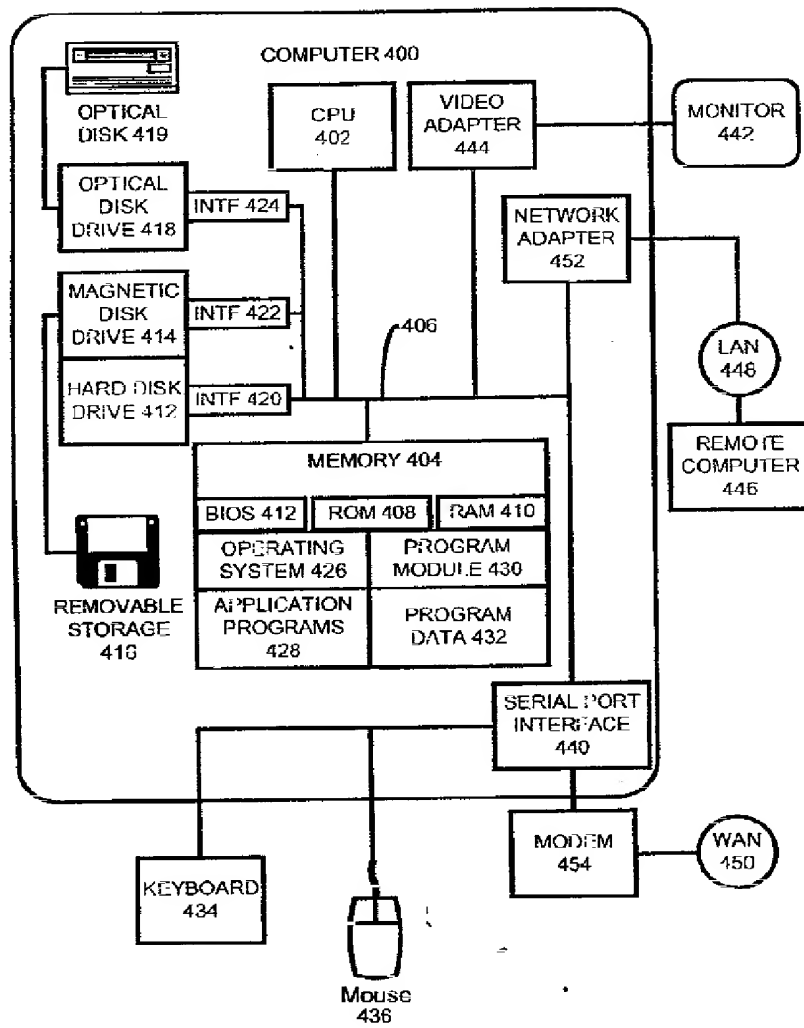 COMPUTER 400
OPTICAL
DISK 419
CPU
402
VIDEO
ADAPTER
444
MONITOR
442
OPTICAL
DISK
DRIVE 418
INTF 424
NETWORK
ADAPTER
452
MAGNETIC
DISK
DRIVE 414
INTF 422
406
LAN
448
HARD DISK
DRIVE 412
INTF 420
REMOTE
COMPUTER
446
MEMORY 404
BIOS 412
ROM 408
RAM 410
OPERATING
SYSTEM 426
PROGRAM
MODULE 430
REMOVABLE
STORAGE
416
APPLICATION
PROGRAMS
428
PROGRAM
DATA 432
SERIAL PORT
INTERFACE
440
MODEM
454
WAN
450
KEYBOARD
434
Mouse
436